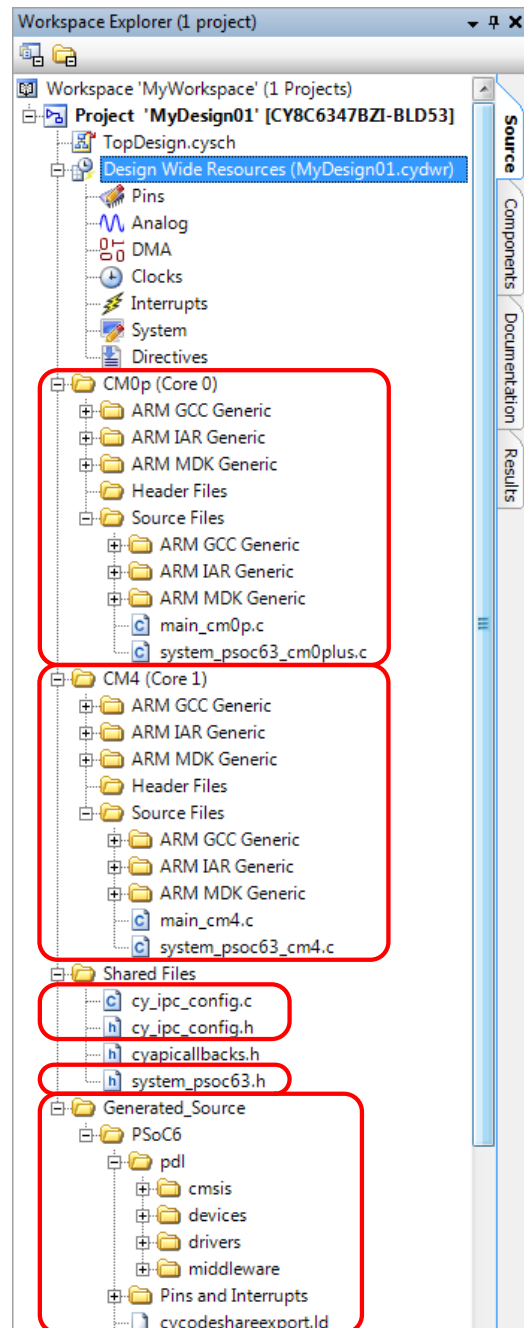 Workspace Explorer (1 project)
Workspace 'MyWorkspace' (1 Projects)
Project 'MyDesign01' [CY8C6347BZI-BLD53]
TopDesign.cysch
Design Wide Resources (MyDesign01.cydwr)
Pins
Analog
DMA
Clocks
Interrupts
System
Directives
CM0p (Core 0)
ARM GCC Generic
ARM IAR Generic
ARM MDK Generic
Header Files
Source Files
ARM GCC Generic
ARM IAR Generic
ARM MDK Generic
main_cm0p.c
system_psoc63_cm0plus.c
CM4 (Core 1)
ARM GCC Generic
ARM IAR Generic
ARM MDK Generic
Header Files
Source Files
ARM GCC Generic
ARM IAR Generic
ARM MDK Generic
main_cm4.c
system_psoc63_cm4.c
Shared Files
cy_ipc_config.c
cy_ipc_config.h
cyapicallbacks.h
system_psoc63.h
Generated_Source
PSoC6
pdl
cmsis
devices
drivers
middleware
Pins and Interrupts
cycodeshareexport.ld
Source
Components
Documentation
Results